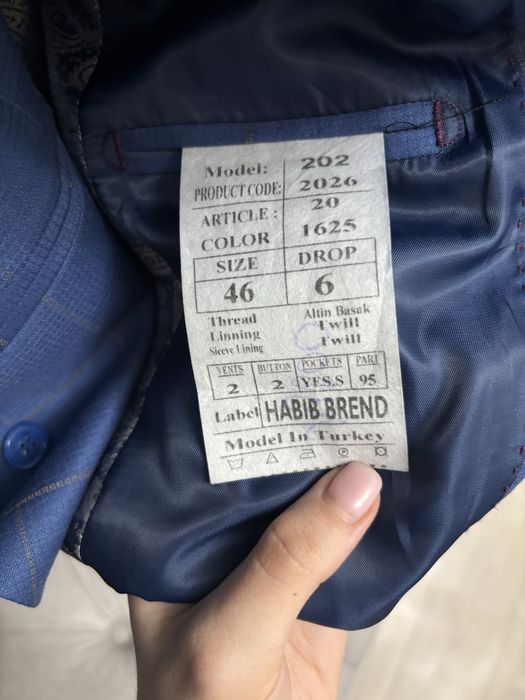 Model: 202
PRODUCT CODE: 2026
ARTICLE : 20
COLOR 1625
SIZE DROP
46 6
Thread Altin Basak
Linning Twill
Sleeve Lining Twill
VENTS BUTTON POCKETS PART
2 2 YES,S 95
Label HABIB BREND
Model In Turkey